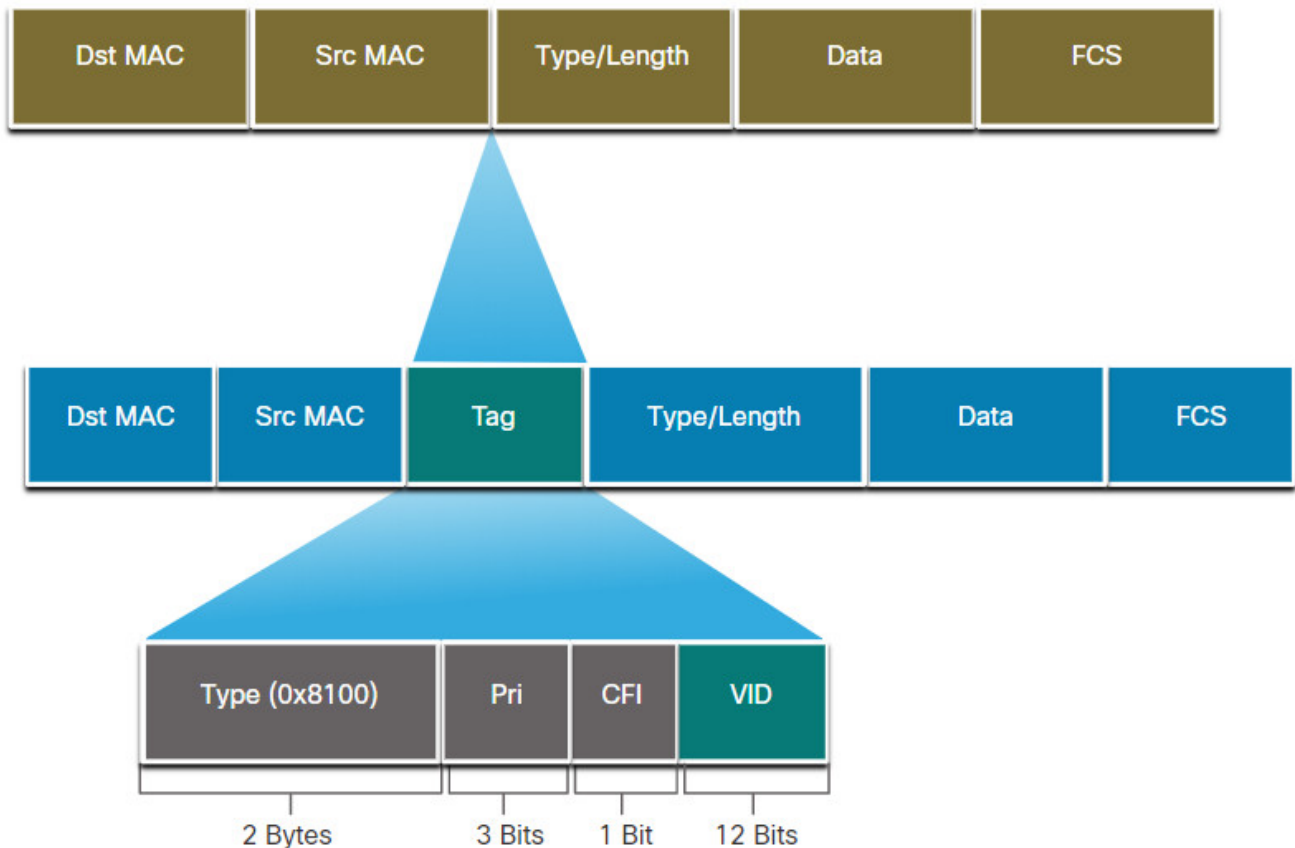 Dst MAC Src MAC Type/Length Data FCS
Dst MAC Src MAC Tag Type/Length Data FCS
Type (0x8100) Pri CFI VID
2 Bytes 3 Bits 1 Bit 12 Bits